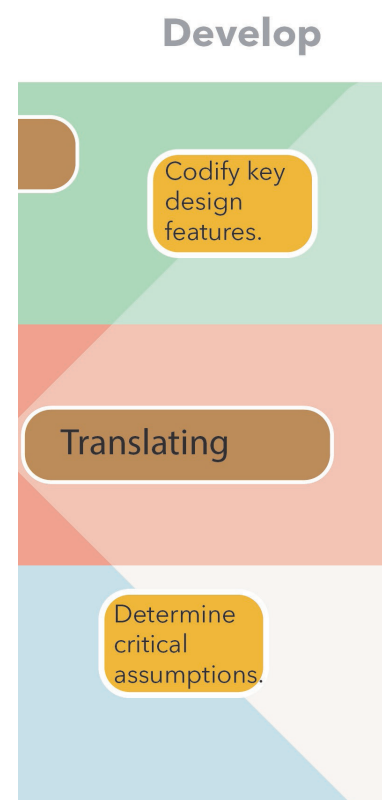 Develop
Codify key
design
features.
Translating
Determine
critical
assumptions.